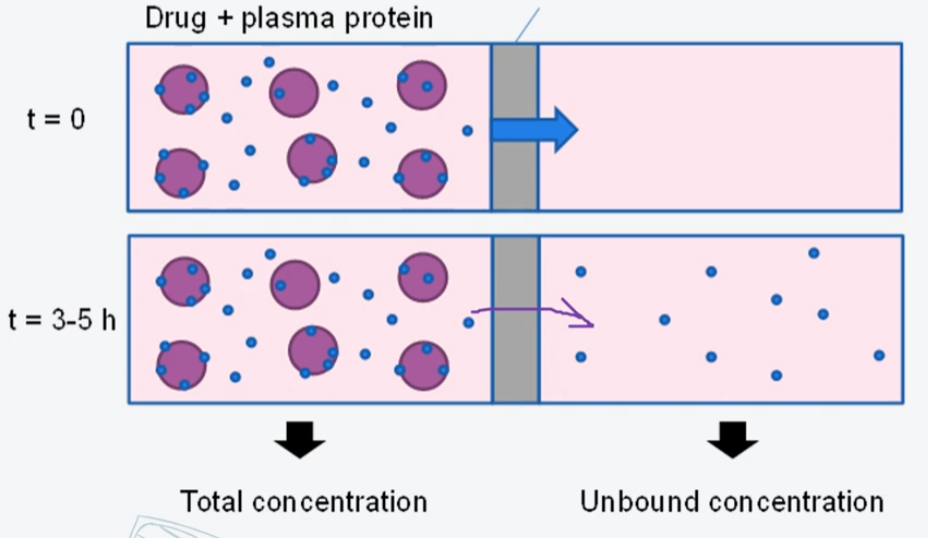 Drug + plasma protein
t = 0
t = 3-5 h
Total concentration
Unbound concentration